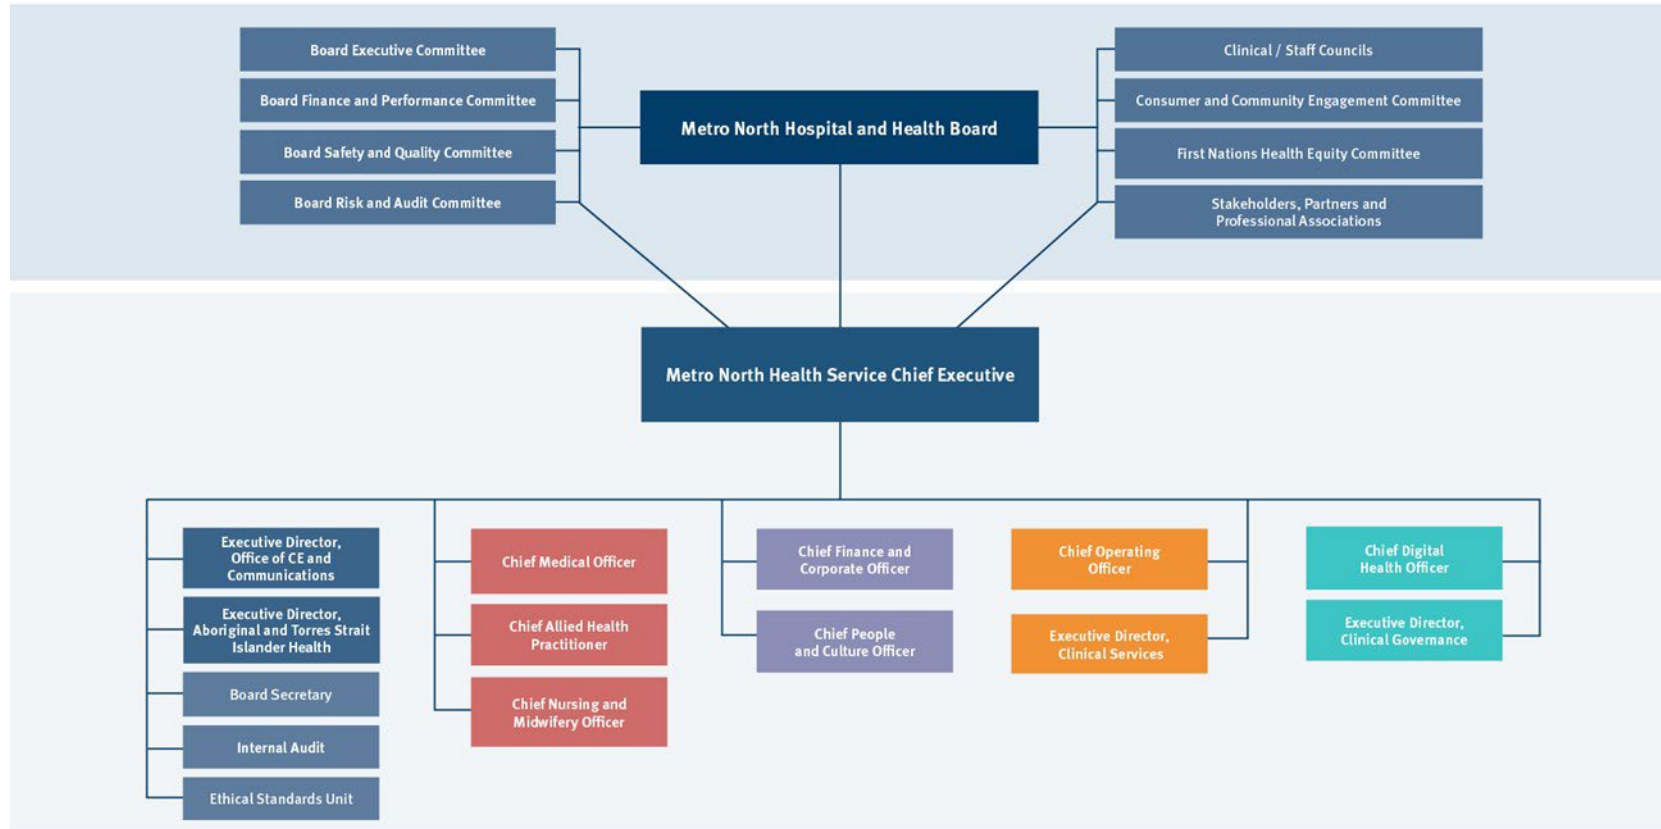 Board Executive Committee
Board Finance and Performance Committee
Board Safety and Quality Committee
Board Risk and Audit Committee
Metro North Hospital and Health Board
Clinical / Staff Councils
Consumer and Community Engagement Committee
First Nations Health Equity Committee
Stakeholders, Partners and
Professional Associations
Metro North Health Service Chief Executive
Executive Director,
Office of CE and
Communications
Executive Director,
Aboriginal and Torres Strait
Islander Health
Board Secretary
Internal Audit
Ethical Standards Unit
Chief Medical Officer
Chief Allied Health
Practitioner
Chief Nursing and
Midwifery Officer
Chief Finance and
Corporate Officer
Chief People
and Culture Officer
Chief Operating
Officer
Executive Director,
Clinical Services
Chief Digital
Health Officer
Executive Director,
Clinical Governance